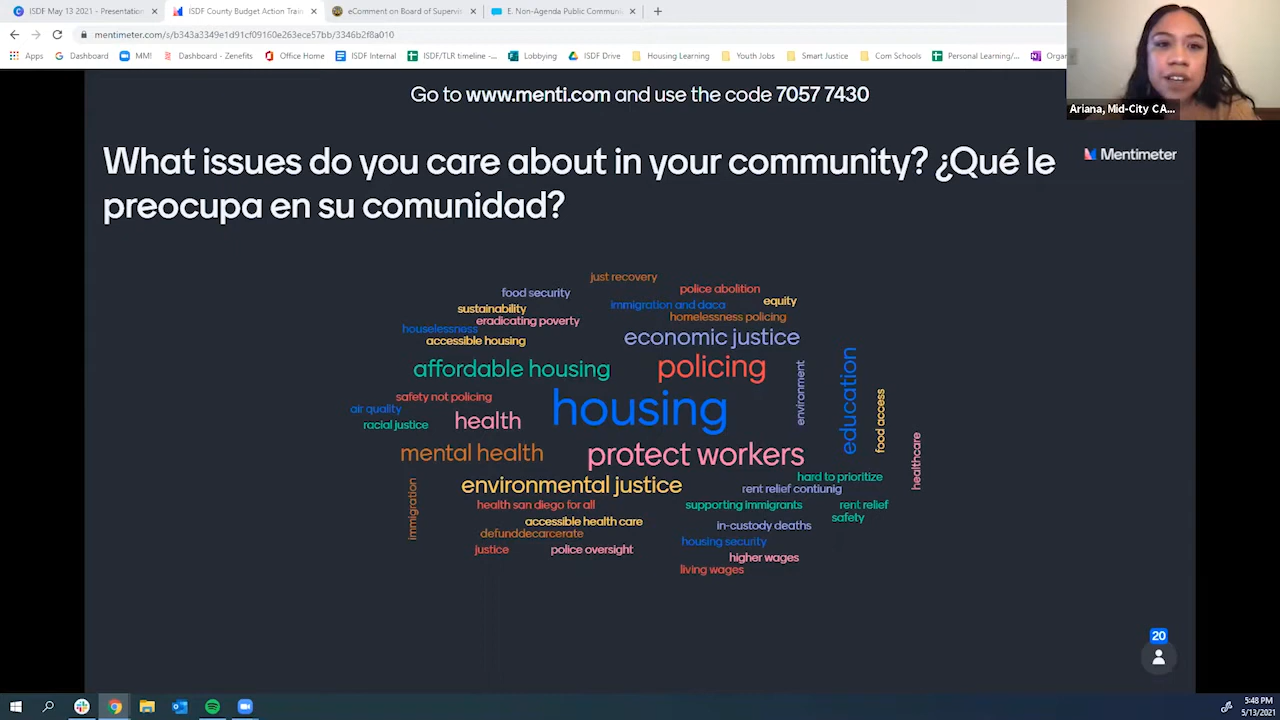 ISDF May 13 2021 - Presentation
ISDF County Budget Action Train
eComment on Board of Supervis
E. Non-Agenda Public Communi
mentimeter.com/s/b343a3349e1d91cf09160e263ece57bb/3346b2f8a010
Apps
Dashboard
MMI
Dashboard - Zenefits
Office Home
ISDF Internal
ISDF/TLR timeline -...
Lobbying
ISDF Drive
Housing Learning
Youth Jobs
Smart Justice
Com Schools
Personal Learning/...
Ariana, Mid-City CA...
Go to www.menti.com and use the code 7057 7430
What issues do you care about in your community? ¿Qué le
preocupa en su comunidad?
Mentimeter
just recovery
food security
police abolition
sustainability
immigration and daca
equity
eradicating poverty
homelessness policing
houselessness
accessible housing
economic justice
affordable housing
policing
environment
education
food access
safety not policing
air quality
racial justice
health
housing
healthcare
mental health
protect workers
environmental justice
hard to prioritize
rent relief contiunig
immigration
health san diego for all
supporting immigrants
rent relief
safety
accessible health care
in-custody deaths
defunddecarcerate
housing security
justice
police oversight
higher wages
living wages
20
5:48 PM
5/13/2021